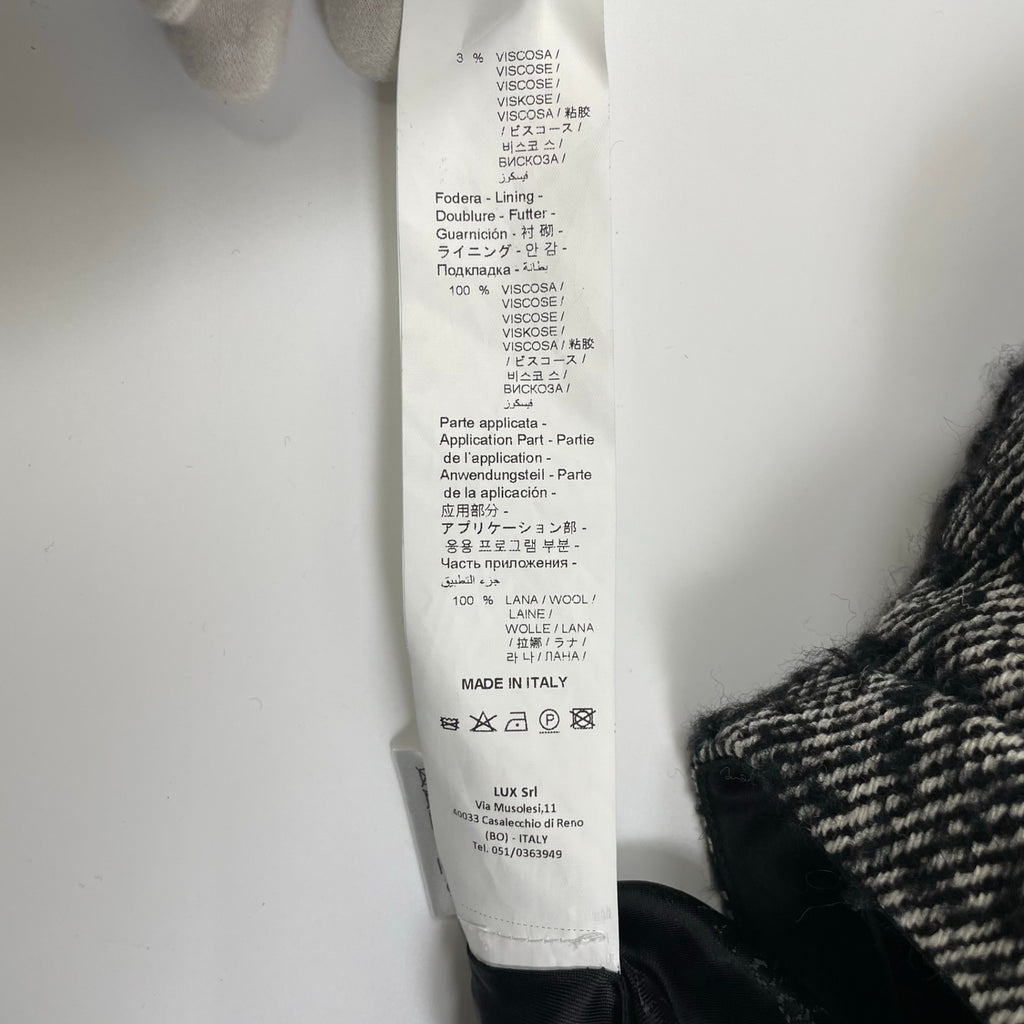 3 % VISCOSA /
VISCOSE /
VISCOSE /
VISKOSE /
VISCOSA / 粘胶
/ ビスコース /
비스코 스 /
ВИСКОЗА /
فيسكوز
Fodera - Lining -
Doublure - Futter -
Guarnición - 衬 砌 -
ライニング - 안 감 -
Подкладка - بطانة
100 % VISCOSA /
VISCOSE /
VISCOSE /
VISKOSE /
VISCOSA / 粘胶
/ ビスコース /
비스코 스 /
ВИСКОЗА /
فيسكوز
Parte applicata -
Application Part - Partie
de l'application -
Anwendungsteil - Parte
de la aplicación -
应用部分 -
アプリケーション部 -
응용 프로그램 부분 -
Часть приложения -
جزء التطبيق
100 % LANA / WOOL /
LAINE /
WOLLE / LANA
/ 拉娜 / ラナ /
라 나 / ЛАНА /
MADE IN ITALY
P
LUX Srl
Via Musolesi,11
40033 Casalecchio di Reno
(BO) - ITALY
Tel. 051/0363949